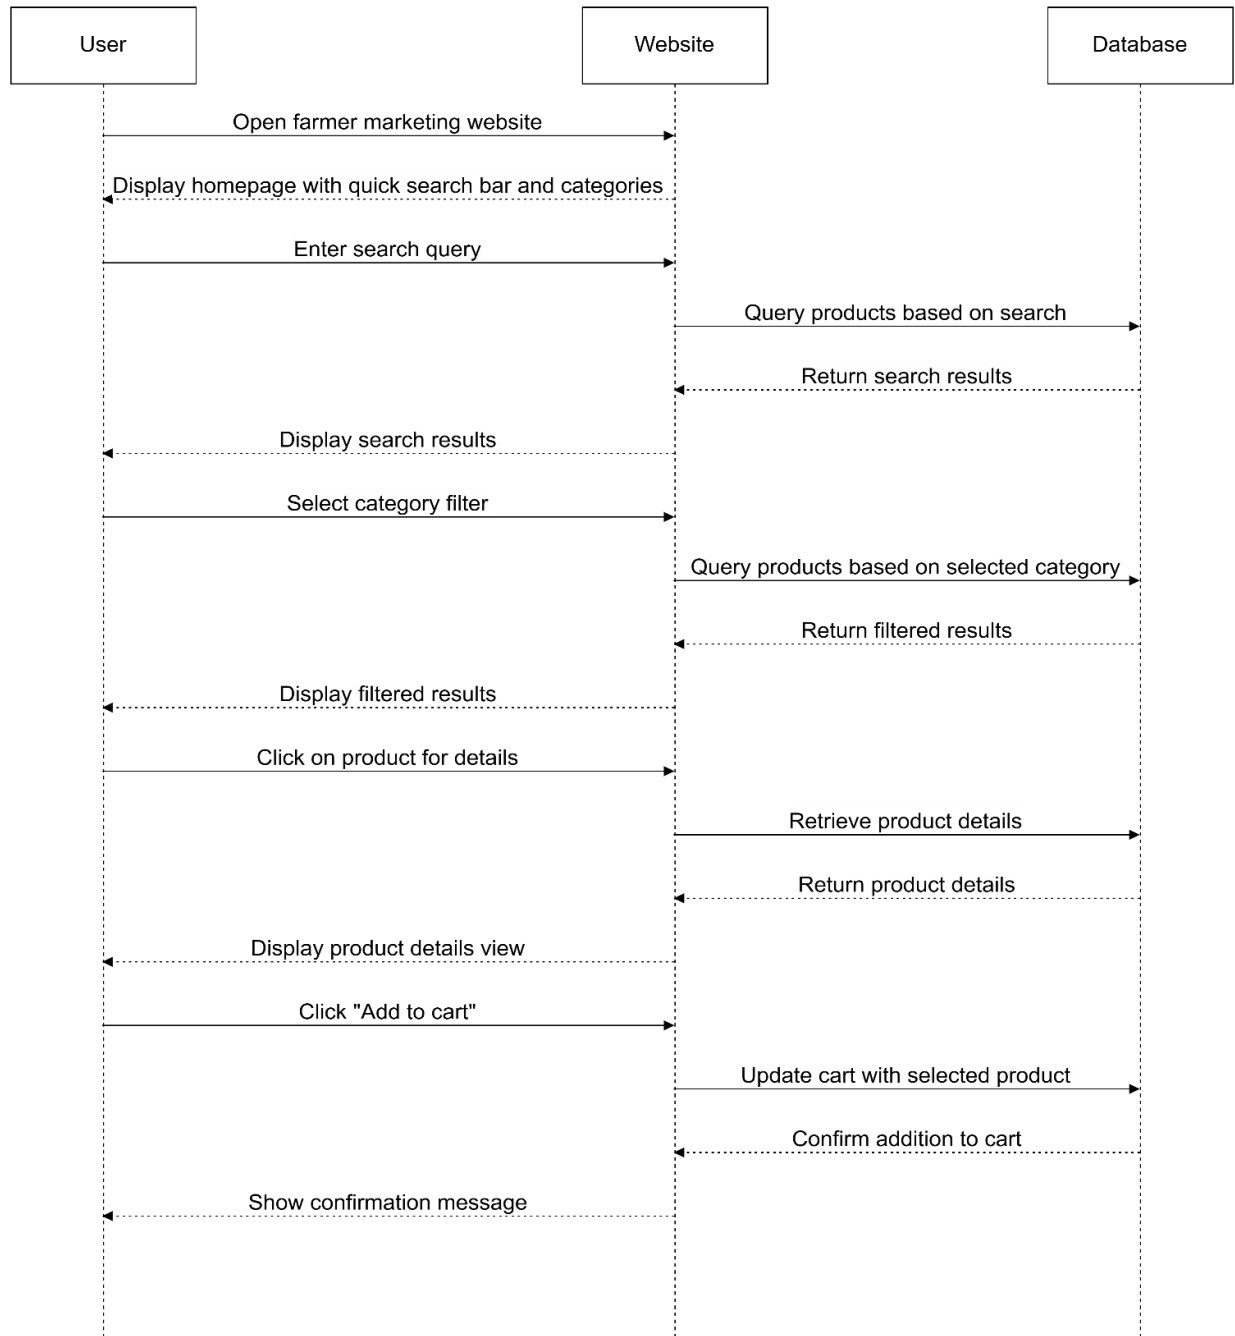 User
Website
Database
Open farmer marketing website
Display homepage with quick search bar and categories
Enter search query
Query products based on search
Return search results
Display search results
Select category filter
Query products based on selected category
Return filtered results
Display filtered results
Click on product for details
Retrieve product details
Return product details
Display product details view
Click "Add to cart"
Update cart with selected product
Confirm addition to cart
Show confirmation message